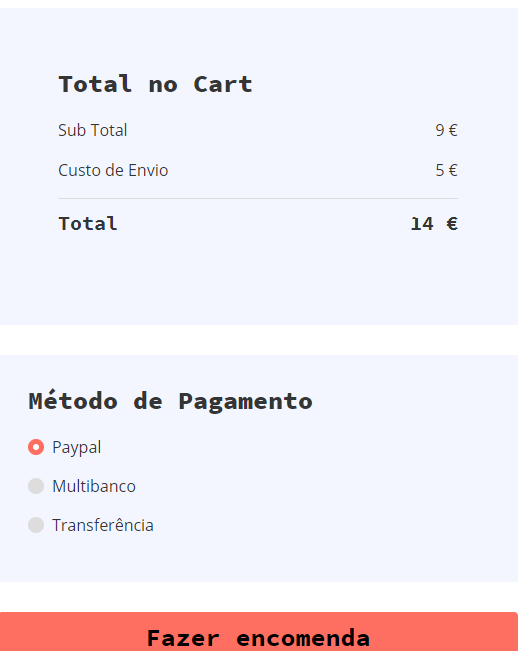 Total no Cart
Sub Total 9 €
Custo de Envio 5 €
Total 14 €
Método de Pagamento
Paypal
Multibanco
Transferência
Fazer encomenda